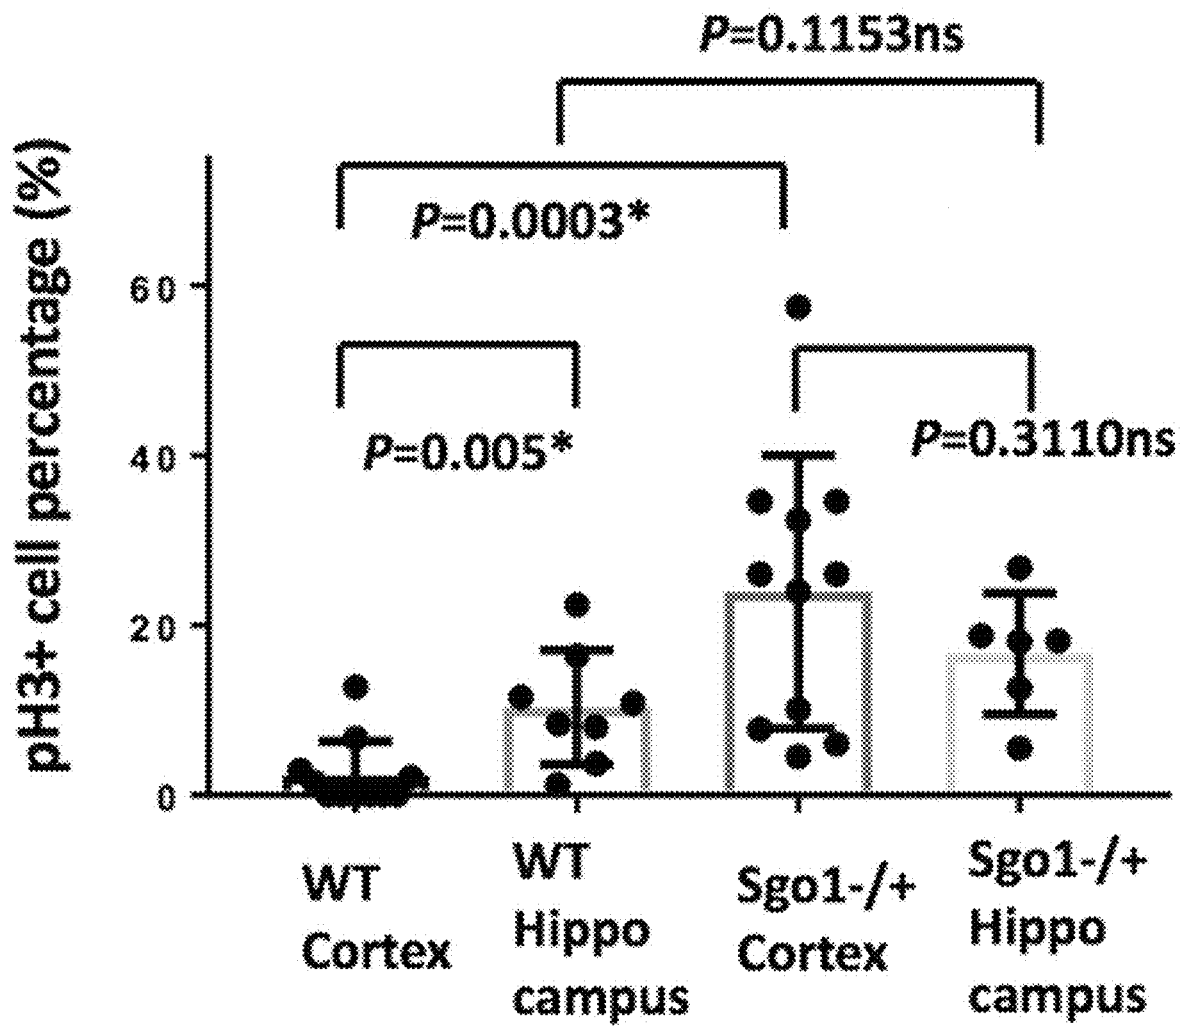 P=0.1153ns
P=0.0003*
P=0.005*
P=0.3110ns
pH3+ cell percentage (%)
60
40
20
0
WT
Cortex
WT
Hippo
campus
Sgo1-/+
Cortex
Sgo1-/+
Hippo
campus